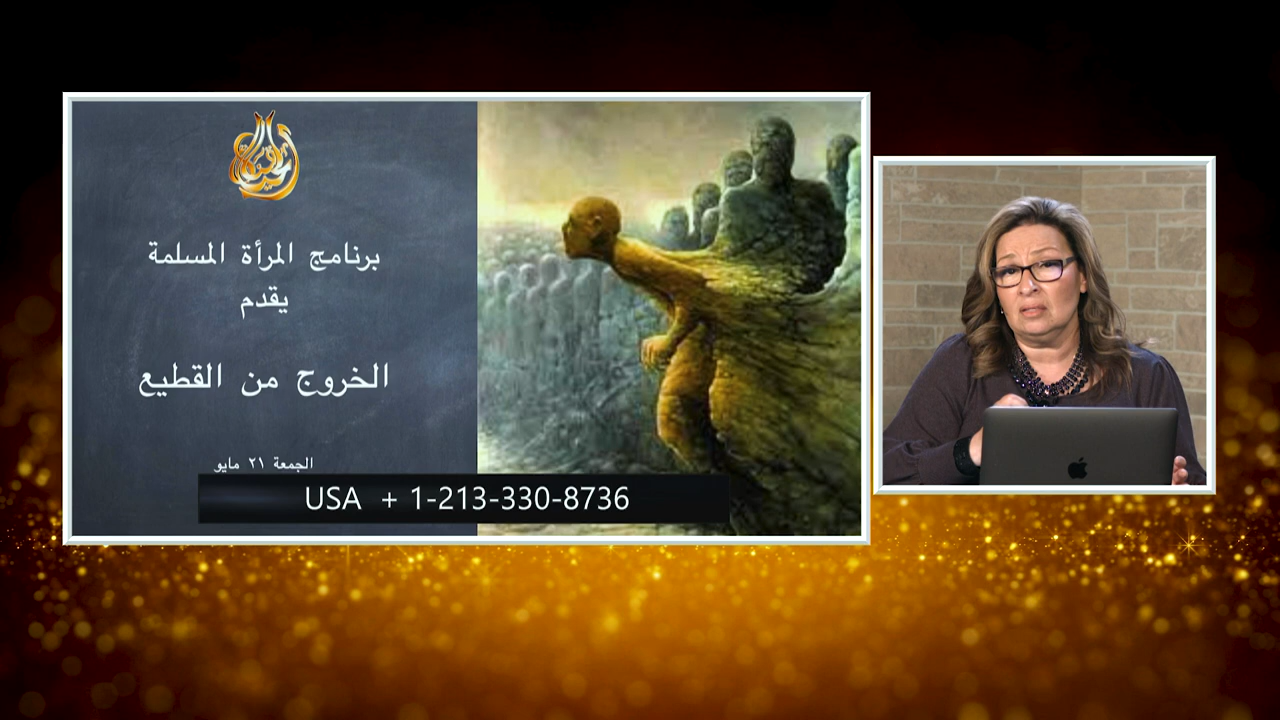 برنامج المرأة المسلمة
يقدم
الخروج من القطيع
الجمعة ٢١ مايو
USA + 1-213-330-8736